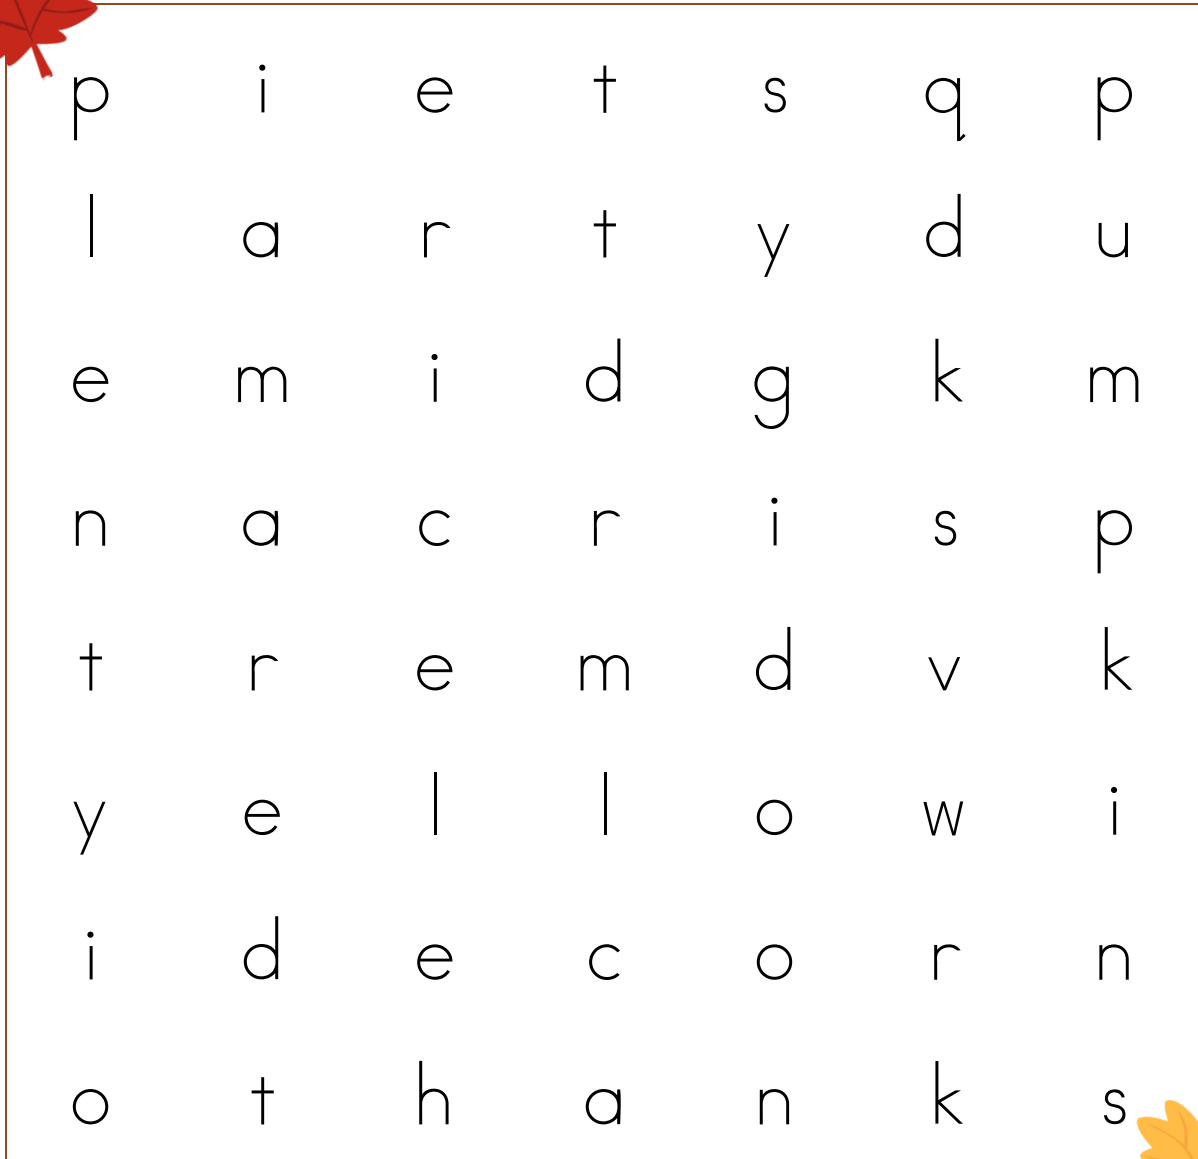 p i e t s q p
l a r t y d u
e m i d g k m
n a c r i s p
t r e m d v k
y e l l o w i
i d e c o r n
o t h a n k s